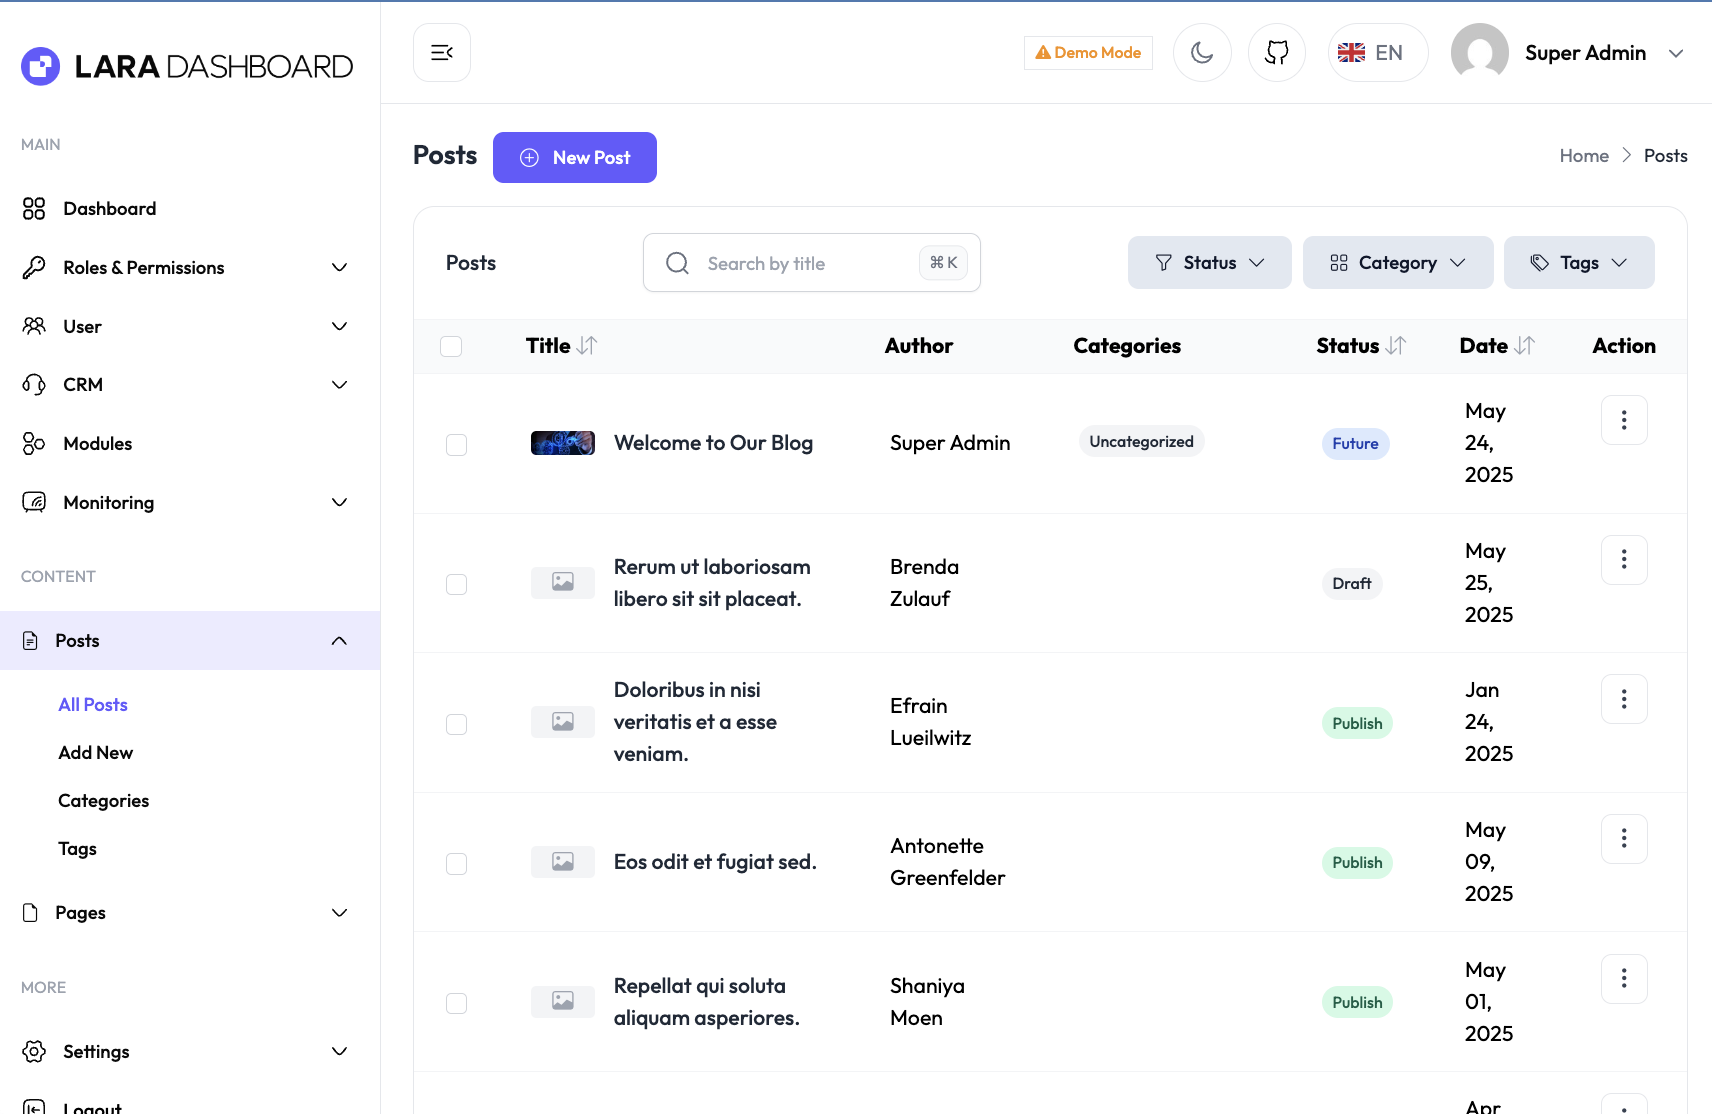 LARA DASHBOARD
MAIN
Dashboard
Roles & Permissions
User
CRM
Modules
Monitoring
CONTENT
Posts
All Posts
Add New
Categories
Tags
Pages
MORE
Settings
Logout
Demo Mode
EN
Super Admin
Posts
New Post
Home
Posts
Posts
Search by title
⌘ K
Status
Category
Tags
Title
Author
Categories
Status
Date
Action
Welcome to Our Blog
Super Admin
Uncategorized
Future
May
24,
2025
Rerum ut laboriosam
libero sit sit placeat.
Brenda
Zulauf
Draft
May
25,
2025
Doloribus in nisi
veritatis et a esse
veniam.
Efrain
Lueilwitz
Publish
Jan
24,
2025
Eos odit et fugiat sed.
Antonette
Greenfelder
Publish
May
09,
2025
Repellat qui soluta
aliquam asperiores.
Shaniya
Moen
Publish
May
01,
2025
Apr